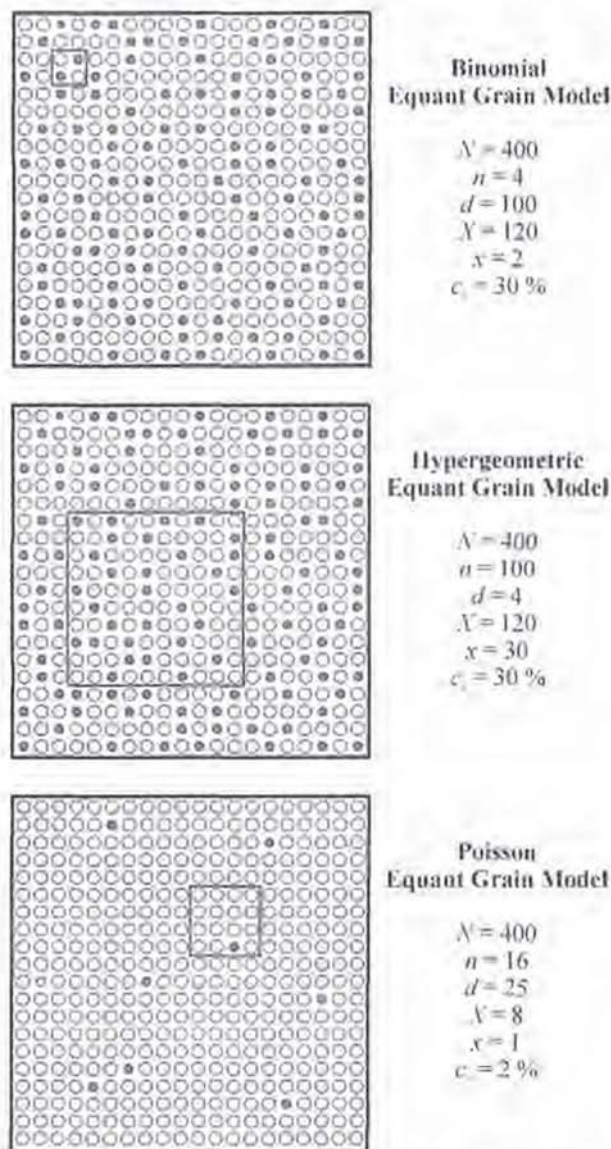 Binomial
Equant Grain Model
N = 400
n = 4
d = 100
X = 120
x = 2
c = 30 %
Hypergeometric
Equant Grain Model
N = 400
n = 100
d = 4
X = 120
x = 30
c = 30 %
Poisson
Equant Grain Model
N = 400
n = 16
d = 25
X = 8
x = 1
c = 2 %